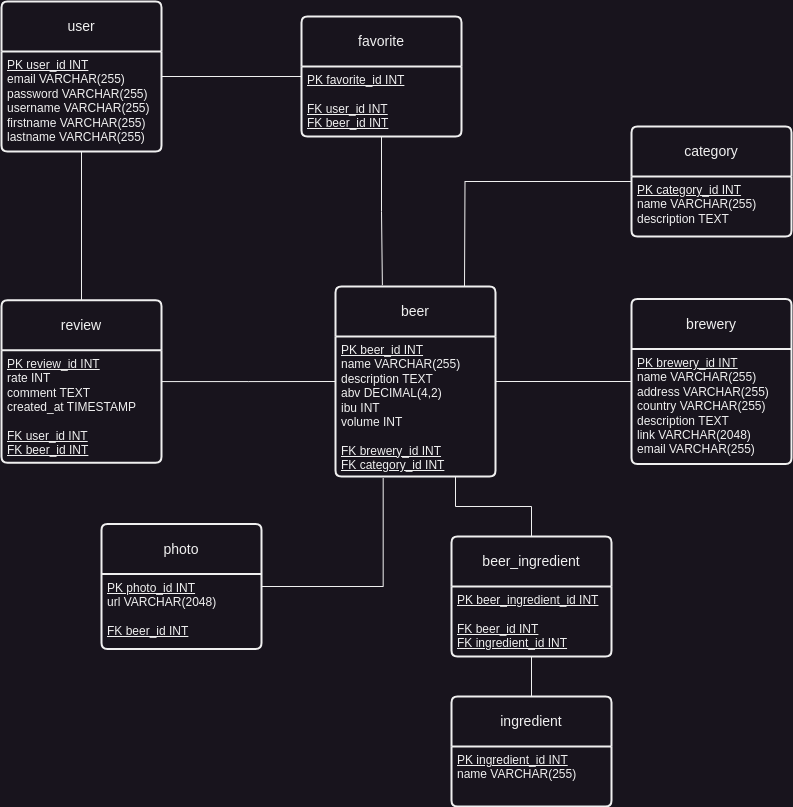 user
PK user_id INT
email VARCHAR(255)
password VARCHAR(255)
username VARCHAR(255)
firstname VARCHAR(255)
lastname VARCHAR(255)
favorite
PK favorite_id INT
FK user_id INT
FK beer_id INT
category
PK category_id INT
name VARCHAR(255)
description TEXT
review
PK review_id INT
rate INT
comment TEXT
created_at TIMESTAMP
FK user_id INT
FK beer_id INT
beer
PK beer_id INT
name VARCHAR(255)
description TEXT
abv DECIMAL(4,2)
ibu INT
volume INT
FK brewery_id INT
FK category_id INT
brewery
PK brewery_id INT
name VARCHAR(255)
address VARCHAR(255)
country VARCHAR(255)
description TEXT
link VARCHAR(2048)
email VARCHAR(255)
photo
PK photo_id INT
url VARCHAR(2048)
FK beer_id INT
beer_ingredient
PK beer_ingredient_id INT
FK beer_id INT
FK ingredient_id INT
ingredient
PK ingredient_id INT
name VARCHAR(255)